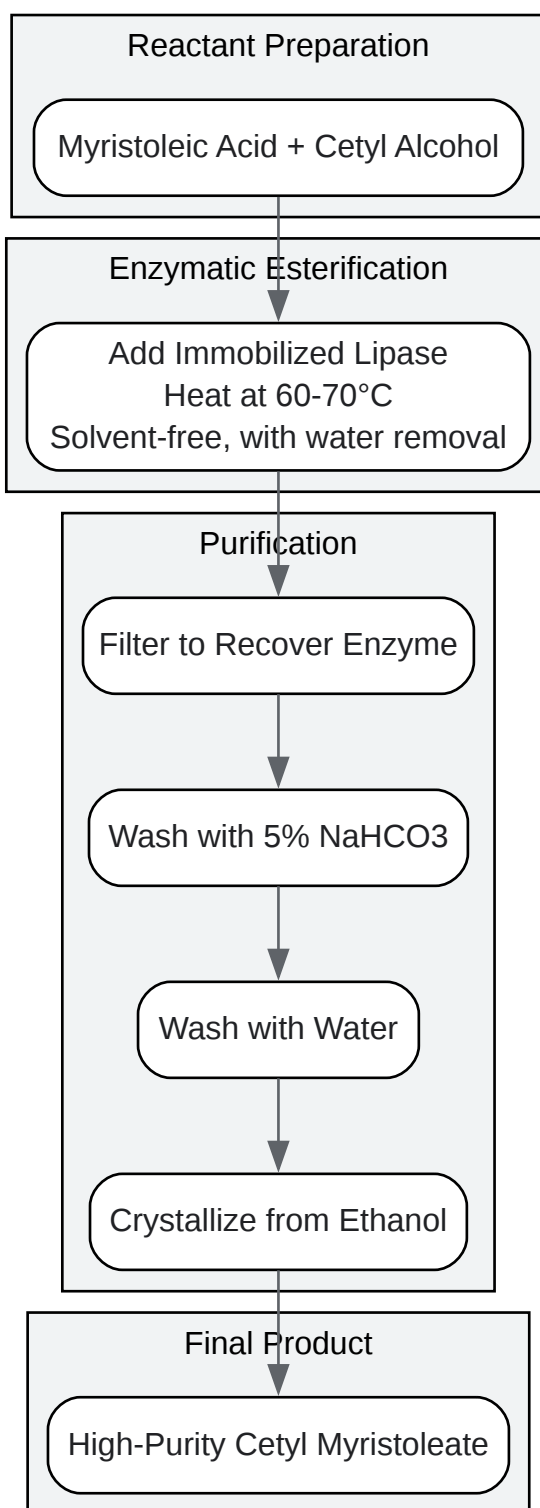 Reactant Preparation
Myristoleic Acid + Cetyl Alcohol
Enzymatic Esterification
Add Immobilized Lipase
Heat at 60-70°C
Solvent-free, with water removal
Purification
Filter to Recover Enzyme
Wash with 5% NaHCO3
Wash with Water
Crystallize from Ethanol
Final Product
High-Purity Cetyl Myristoleate